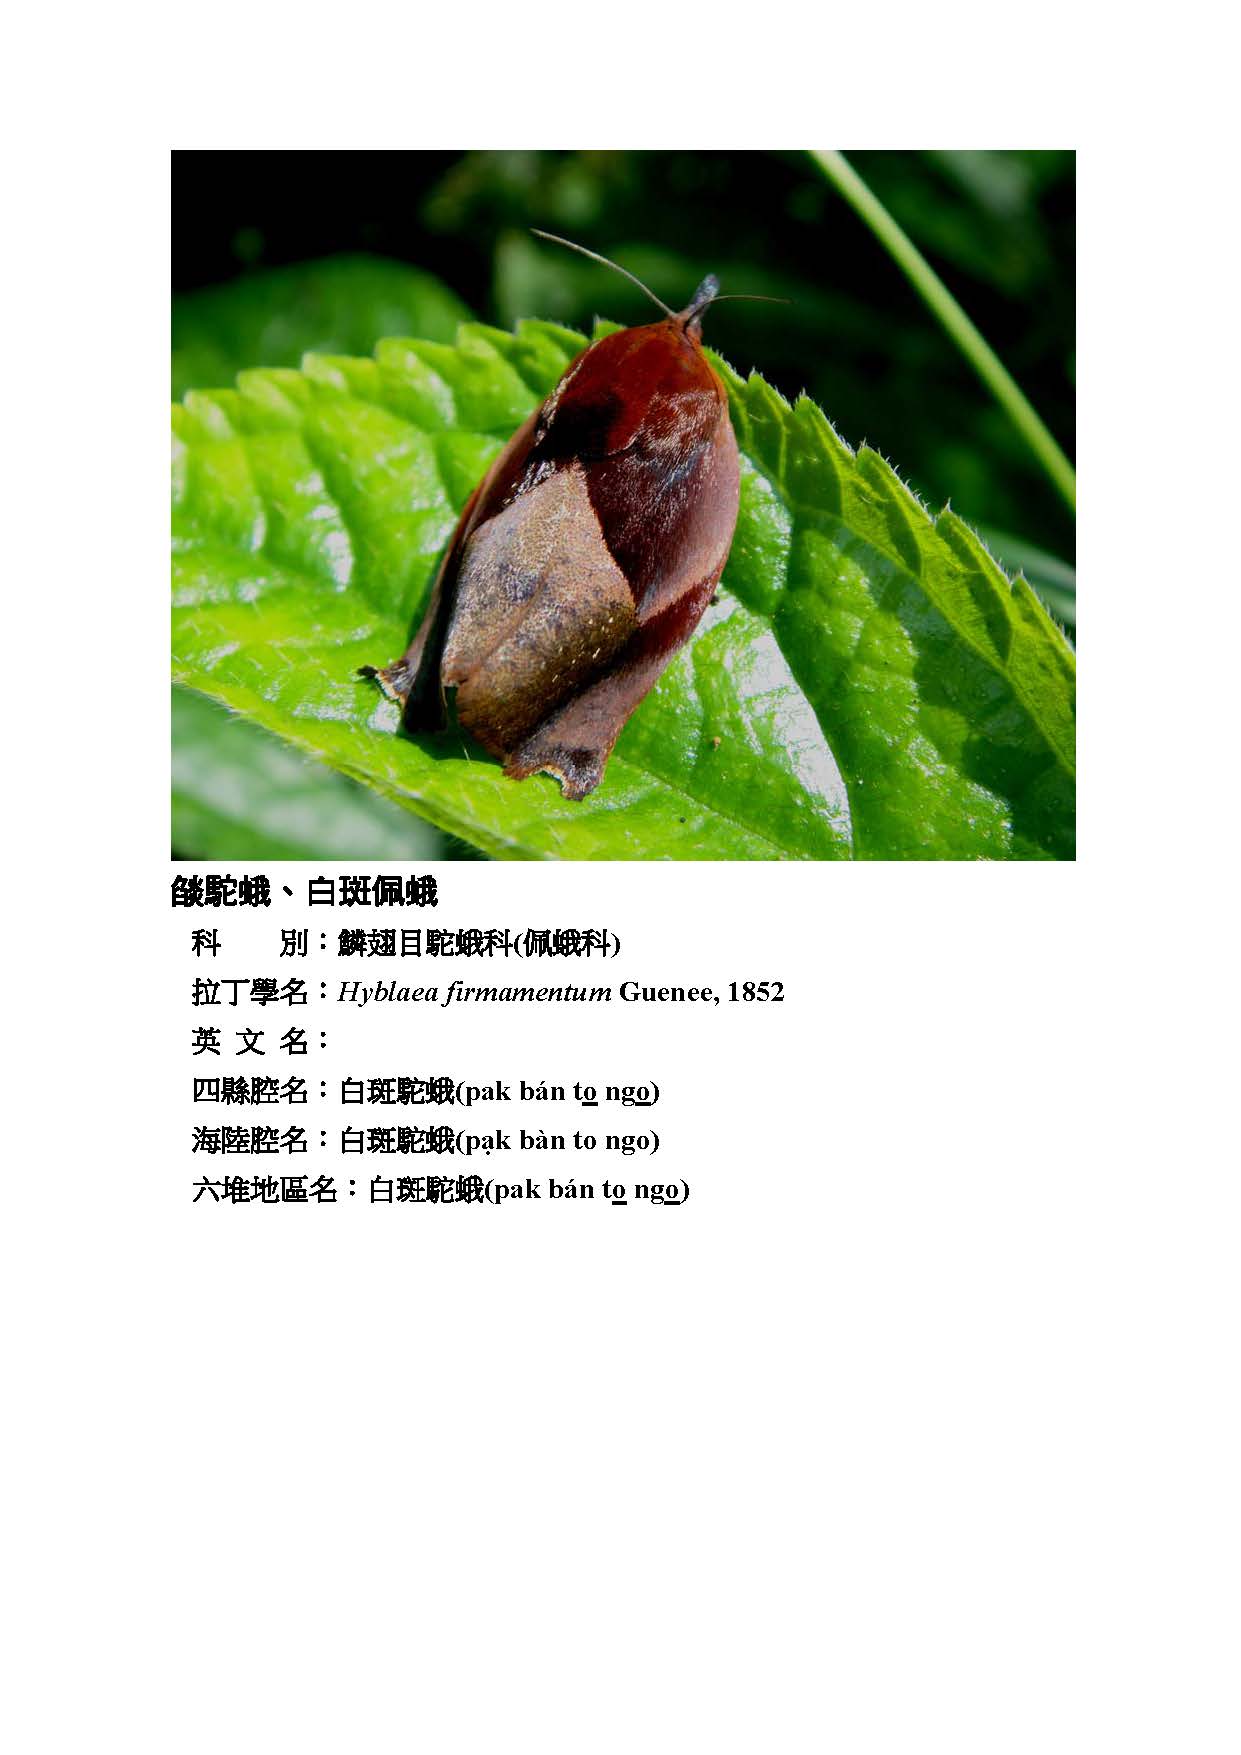 燄駝蛾、白斑佩蛾
科　　別：鱗翅目駝蛾科(佩蛾科)
拉丁學名：Hyblaea firmamentum Guenee, 1852
英 文 名：
四縣腔名：白斑駝蛾(pak bán to ngo)
海陸腔名：白斑駝蛾(pa̩k bàn to ngo)
六堆地區名：白斑駝蛾(pak bán to ngo)